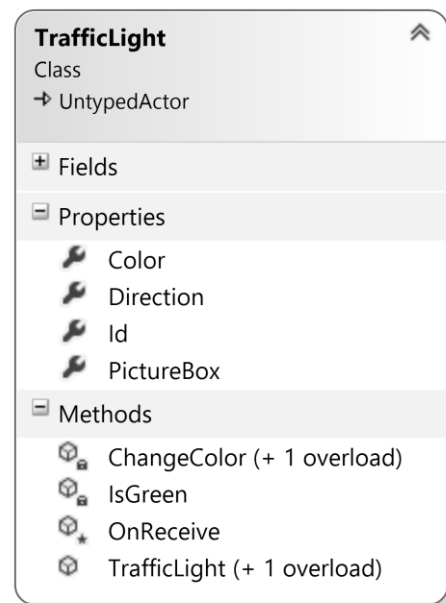 TrafficLight
Class
UntypedActor
Fields
Properties
Color
Direction
Id
PictureBox
Methods
ChangeColor (+ 1 overload)
IsGreen
OnReceive
TrafficLight (+ 1 overload)